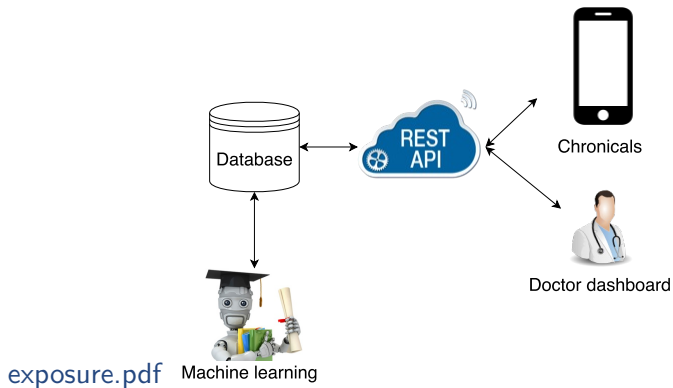 Database
REST
API
Chronicals
Doctor dashboard
Machine learning
exposure.pdf